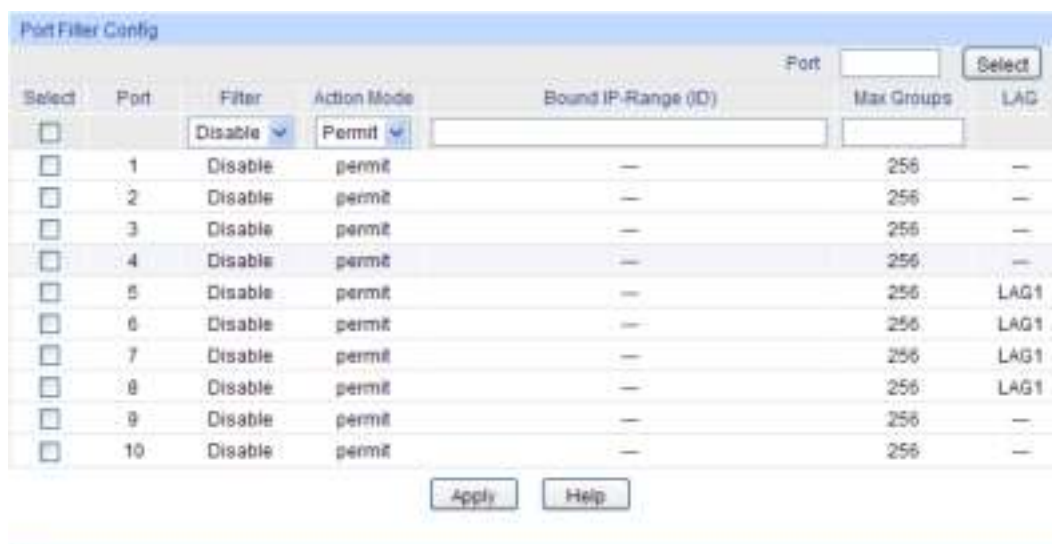 Port Filter Config
Port Select
Select Port Filter Action Mode Bound IP-Range (ID) Max Groups LAG
Disable Permit
1 Disable permit --- 256 ---
2 Disable permit --- 256 ---
3 Disable permit --- 256 ---
4 Disable permit --- 256 ---
5 Disable permit --- 256 LAG1
6 Disable permit --- 256 LAG1
7 Disable permit --- 256 LAG1
8 Disable permit --- 256 LAG1
9 Disable permit --- 256 ---
10 Disable permit --- 256 ---
Apply Help